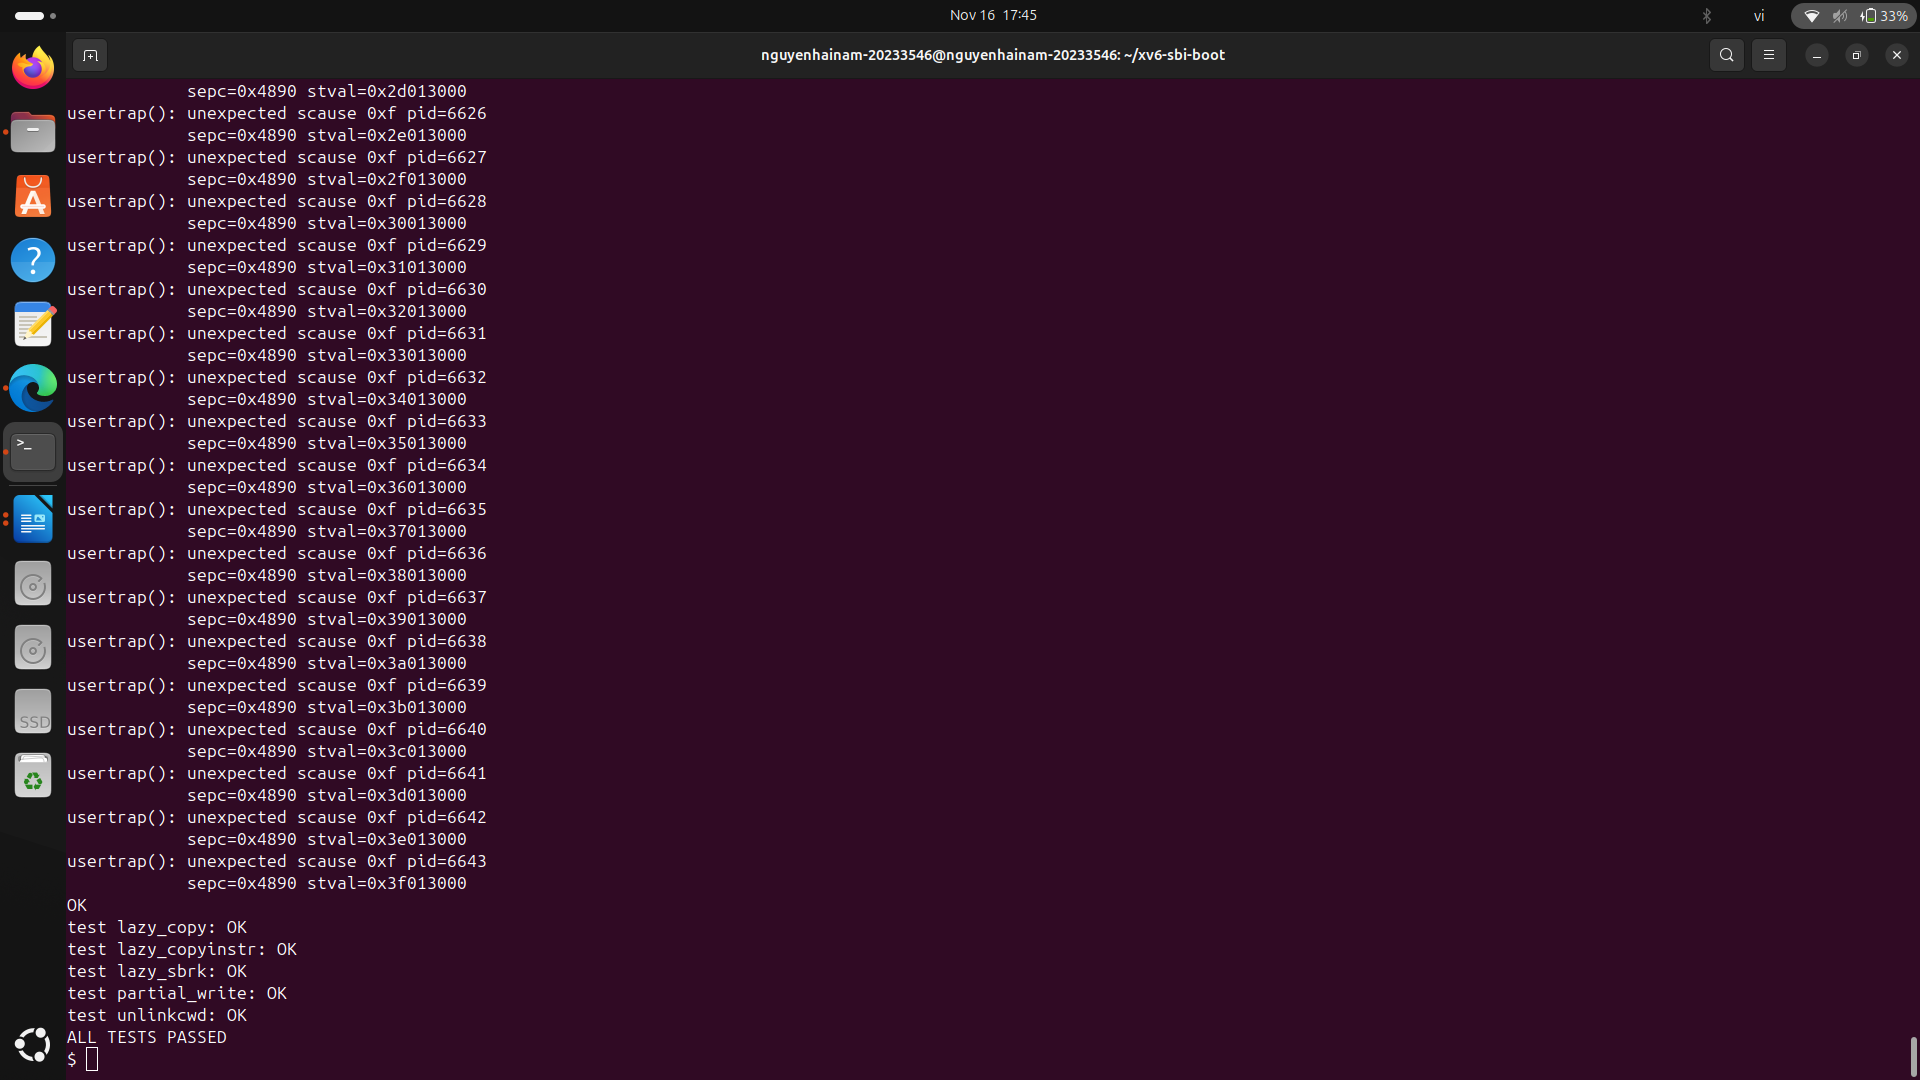 Nov 16 17:45
vi
33%
nguyenhainam-20233546@nguyenhainam-20233546: ~/xv6-sbi-boot
sepc=0x4890 stval=0x2d013000
usertrap(): unexpected scause 0xf pid=6626
sepc=0x4890 stval=0x2e013000
usertrap(): unexpected scause 0xf pid=6627
sepc=0x4890 stval=0x2f013000
usertrap(): unexpected scause 0xf pid=6628
sepc=0x4890 stval=0x30013000
usertrap(): unexpected scause 0xf pid=6629
sepc=0x4890 stval=0x31013000
usertrap(): unexpected scause 0xf pid=6630
sepc=0x4890 stval=0x32013000
usertrap(): unexpected scause 0xf pid=6631
sepc=0x4890 stval=0x33013000
usertrap(): unexpected scause 0xf pid=6632
sepc=0x4890 stval=0x34013000
usertrap(): unexpected scause 0xf pid=6633
sepc=0x4890 stval=0x35013000
usertrap(): unexpected scause 0xf pid=6634
sepc=0x4890 stval=0x36013000
usertrap(): unexpected scause 0xf pid=6635
sepc=0x4890 stval=0x37013000
usertrap(): unexpected scause 0xf pid=6636
sepc=0x4890 stval=0x38013000
usertrap(): unexpected scause 0xf pid=6637
sepc=0x4890 stval=0x39013000
usertrap(): unexpected scause 0xf pid=6638
sepc=0x4890 stval=0x3a013000
usertrap(): unexpected scause 0xf pid=6639
sepc=0x4890 stval=0x3b013000
usertrap(): unexpected scause 0xf pid=6640
sepc=0x4890 stval=0x3c013000
usertrap(): unexpected scause 0xf pid=6641
sepc=0x4890 stval=0x3d013000
usertrap(): unexpected scause 0xf pid=6642
sepc=0x4890 stval=0x3e013000
usertrap(): unexpected scause 0xf pid=6643
sepc=0x4890 stval=0x3f013000
OK
test lazy_copy: OK
test lazy_copyinstr: OK
test lazy_sbrk: OK
test partial_write: OK
test unlinkcwd: OK
ALL TESTS PASSED
$
SSD